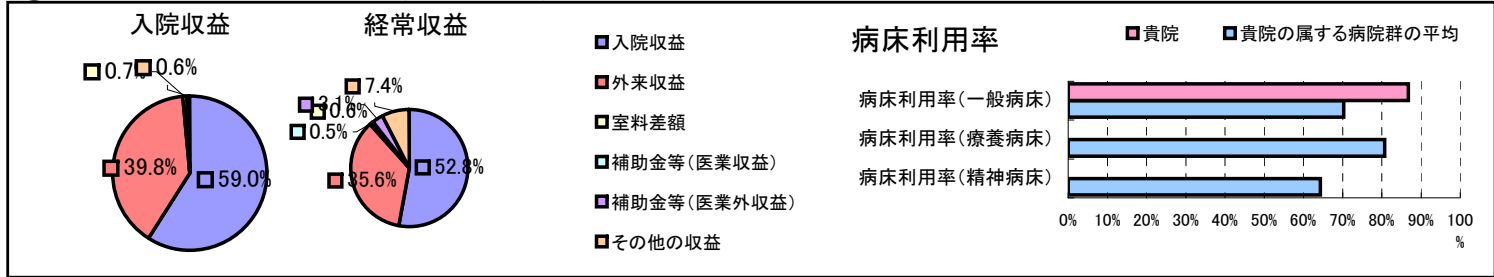 入院収益
0.7%
0.6%
39.8%
59.0%
経常収益
7.4%
3.1%
0.6%
0.5%
35.6%
52.8%
入院収益
外来収益
室料差額
補助金等(医業収益)
補助金等(医業外収益)
その他の収益
病床利用率
貴院
貴院の属する病院群の平均
病床利用率(一般病床)
病床利用率(療養病床)
病床利用率(精神病床)
0% 10% 20% 30% 40% 50% 60% 70% 80% 90% 100
%